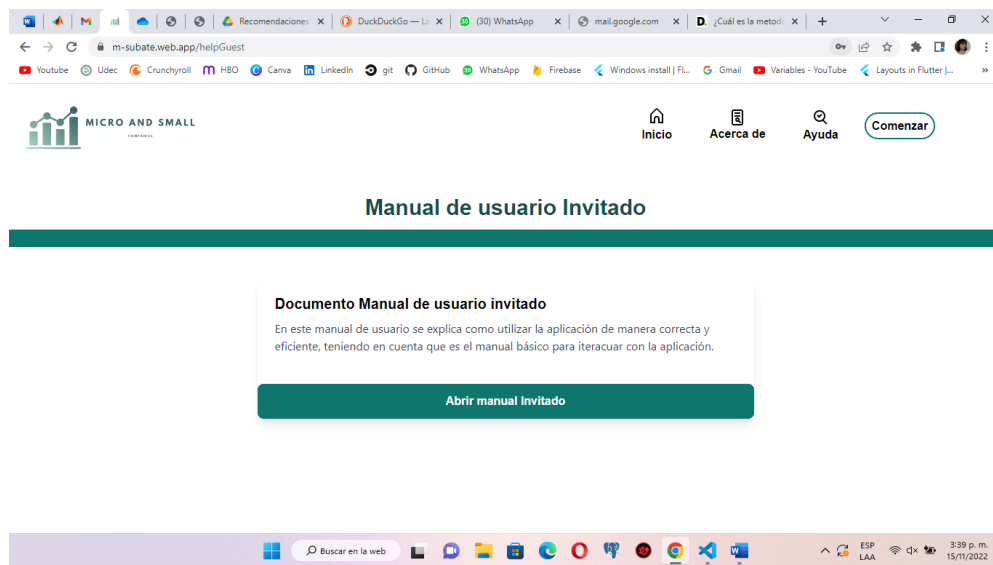 Recomendaciones
DuckDuckGo — La
(30) WhatsApp
mail.google.com
D. ¿Cuál es la metodo
m-subate.web.app/helpGuest
Youtube
Udec
Crunchyroll
HBO
Canva
LinkedIn
git
GitHub
WhatsApp
Firebase
Windows install | Fl...
Gmail
Variables - YouTube
Layouts in Flutter |...
MICRO AND SMALL
COMPANIES
Inicio
Acerca de
Ayuda
Comenzar
Manual de usuario Invitado
Documento Manual de usuario invitado
En este manual de usuario se explica como utilizar la aplicación de manera correcta y
eficiente, teniendo en cuenta que es el manual básico para iteracuar con la aplicación.
Abrir manual Invitado
Buscar en la web
ESP
LAA
3:39 p. m.
15/11/2022